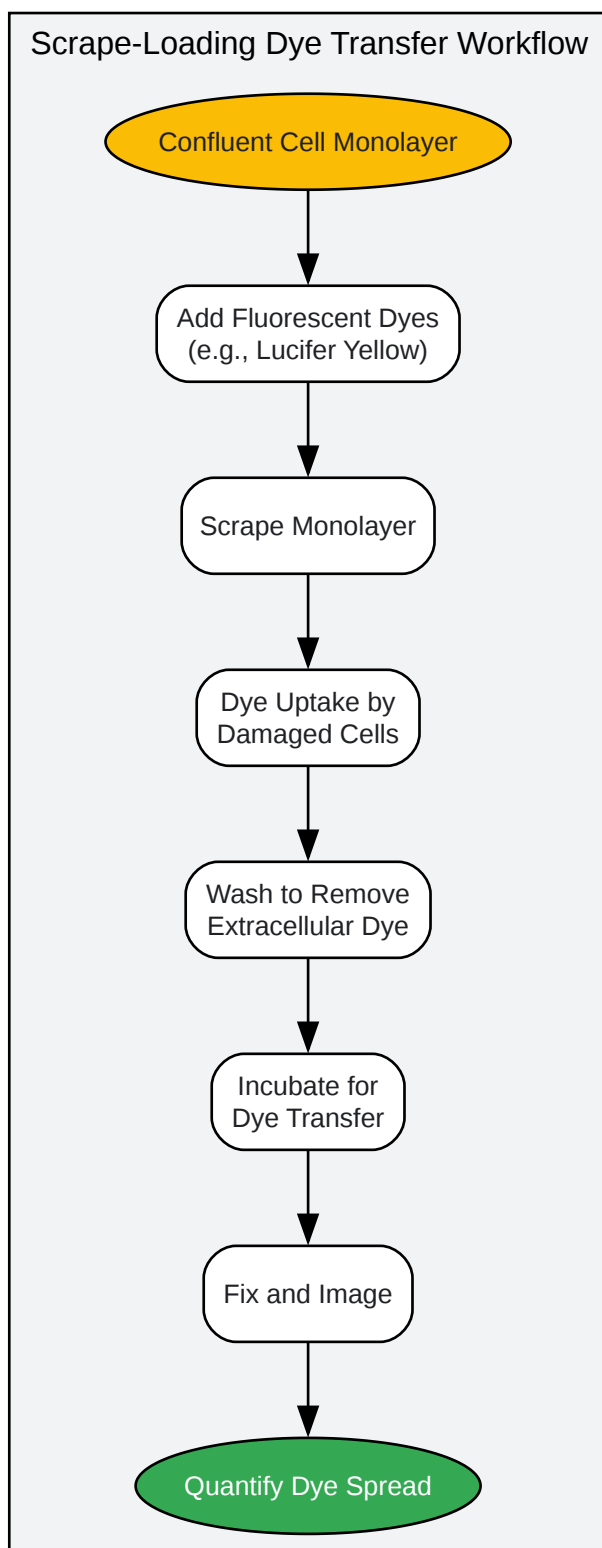 Scrape-Loading Dye Transfer Workflow
Confluent Cell Monolayer
Add Fluorescent Dyes
(e.g., Lucifer Yellow)
Scrape Monolayer
Dye Uptake by
Damaged Cells
Wash to Remove
Extracellular Dye
Incubate for
Dye Transfer
Fix and Image
Quantify Dye Spread